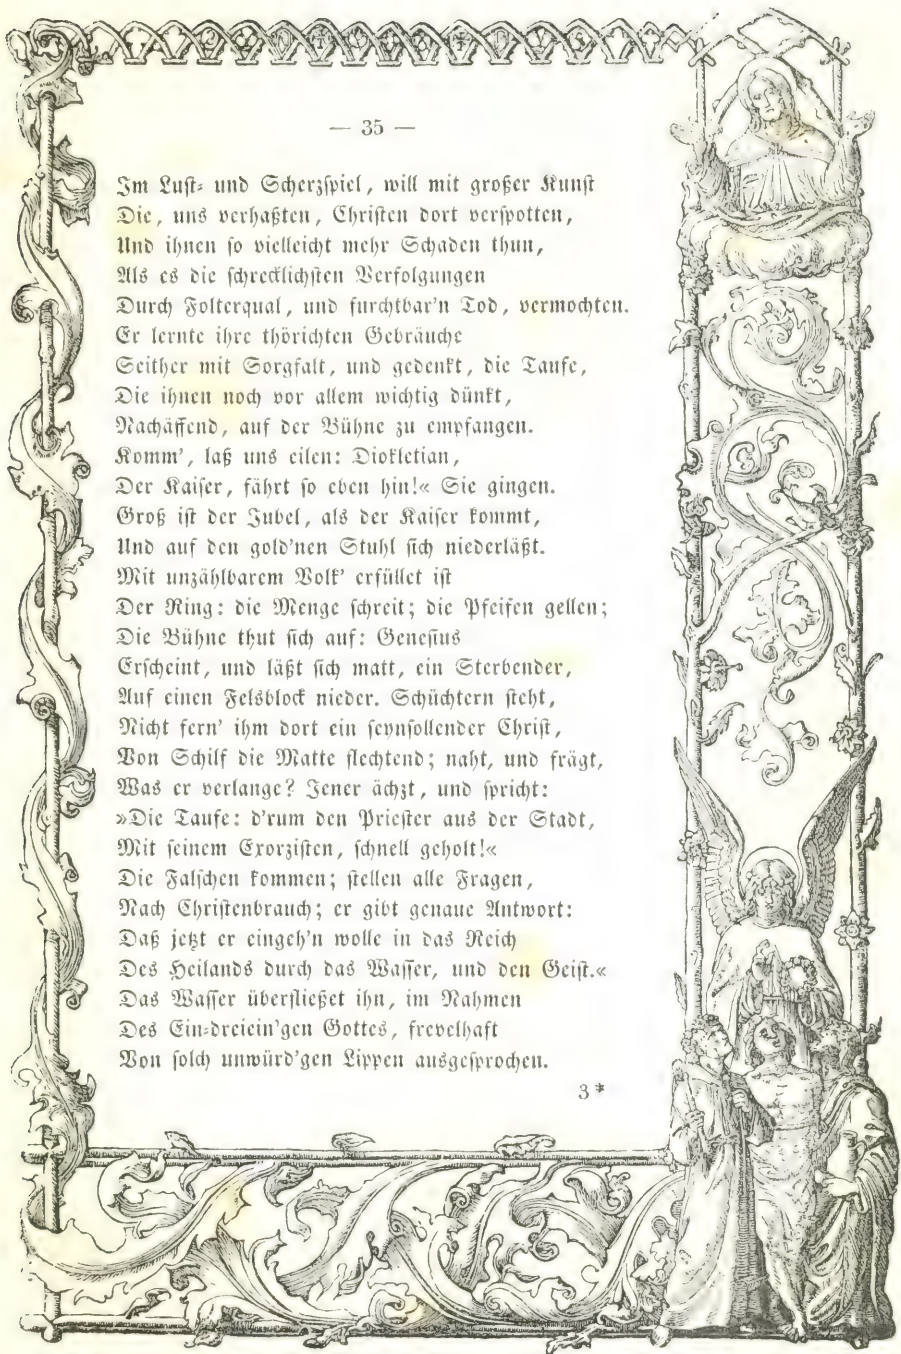 — 35 —
Im Lust- und Scherzspiel, will mit großer Kunst
Die, uns verhaßten, Christen dort verspotten,
Und ihnen so vielleicht mehr Schaden thun,
Als es die schrecklichsten Verfolgungen
Durch Folterqual, und furchtbar'n Tod, vermochten.
Er lernte ihre thörichten Gebräuche
Seither mit Sorgfalt, und gedenkt, die Taufe,
Die ihnen noch vor allem wichtig dünkt,
Nachäffend, auf der Bühne zu empfangen.
Komm', laß uns eilen: Diokletian,
Der Kaiser, fährt so eben hin!« Sie gingen.
Groß ist der Jubel, als der Kaiser kommt,
Und auf den gold'nen Stuhl sich niederläßt.
Mit unzählbarem Volk' erfüllet ist
Der Ring: die Menge schreit; die Pfeifen gellen;
Die Bühne thut sich auf: Genesius
Erscheint, und läßt sich matt, ein Sterbender,
Auf einen Felsblock nieder. Schüchtern steht,
Nicht fern' ihm dort ein seynsollender Christ,
Von Schilf die Matte flechtend; naht, und frägt,
Was er verlange? Jener ächzt, und spricht:
»Die Taufe: d'rum den Priester aus der Stadt,
Mit seinem Exorzisten, schnell geholt!«
Die Falschen kommen; stellen alle Fragen,
Nach Christenbrauch; er gibt genaue Antwort:
Daß jetzt er eingeh'n wolle in das Reich
Des Heilands durch das Wasser, und den Geist.«
Das Wasser überfließet ihn, im Nahmen
Des Ein-dreiein'gen Gottes, frevelhaft
Von solch unwürd'gen Lippen ausgesprochen.
3*